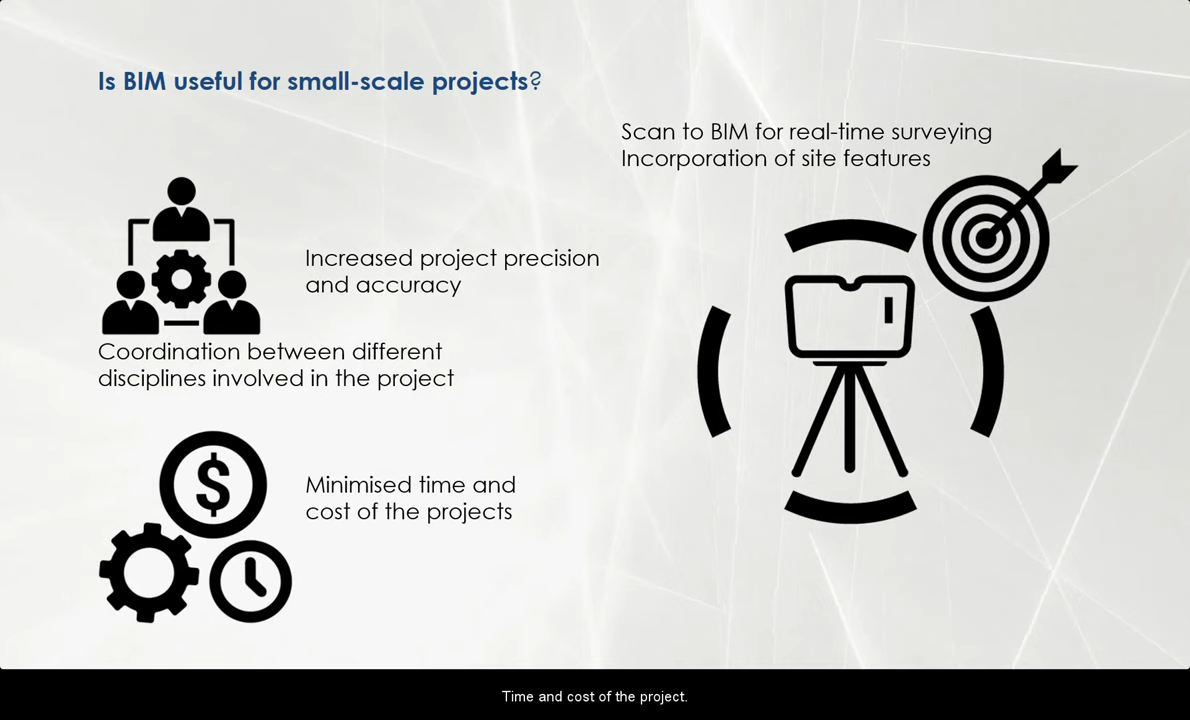 Is BIM useful for small-scale projects?
Scan to BIM for real-time surveying
Incorporation of site features
Increased project precision
and accuracy
Coordination between different
disciplines involved in the project
$
Minimised time and
cost of the projects
Time and cost of the project.